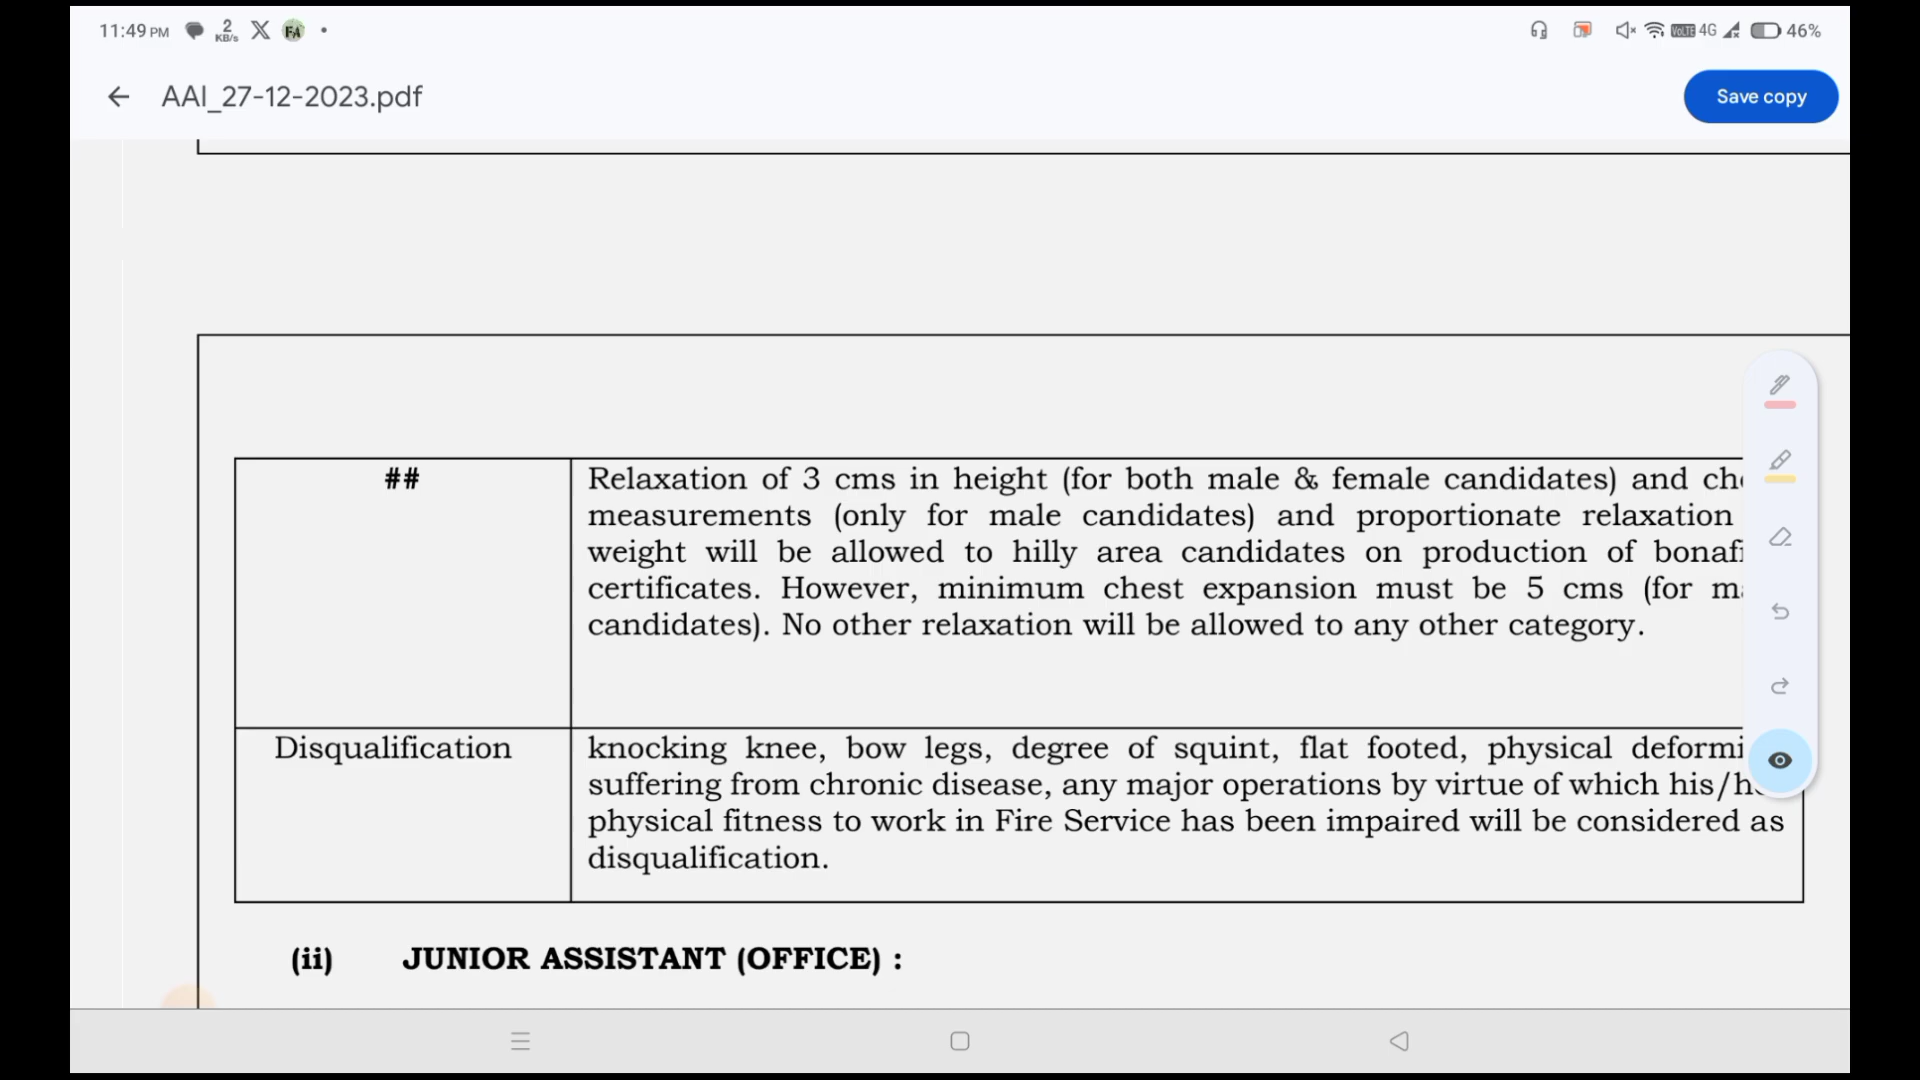 11:49 PM 2 KB/s X FA VoLTE 4G 46%
AAI_27-12-2023.pdf
Save copy
##
Relaxation of 3 cms in height (for both male & female candidates) and
measurements (only for male candidates) and proportionate relaxation
weight will be allowed to hilly area candidates on production of
certificates. However, minimum chest expansion must be 5 cms (for
candidates). No other relaxation will be allowed to any other category.
Disqualification
knocking knee, bow legs, degree of squint, flat footed, physical
suffering from chronic disease, any major operations by virtue of which
physical fitness to work in Fire Service has been impaired will be considered as
disqualification.
(ii) JUNIOR ASSISTANT (OFFICE) :